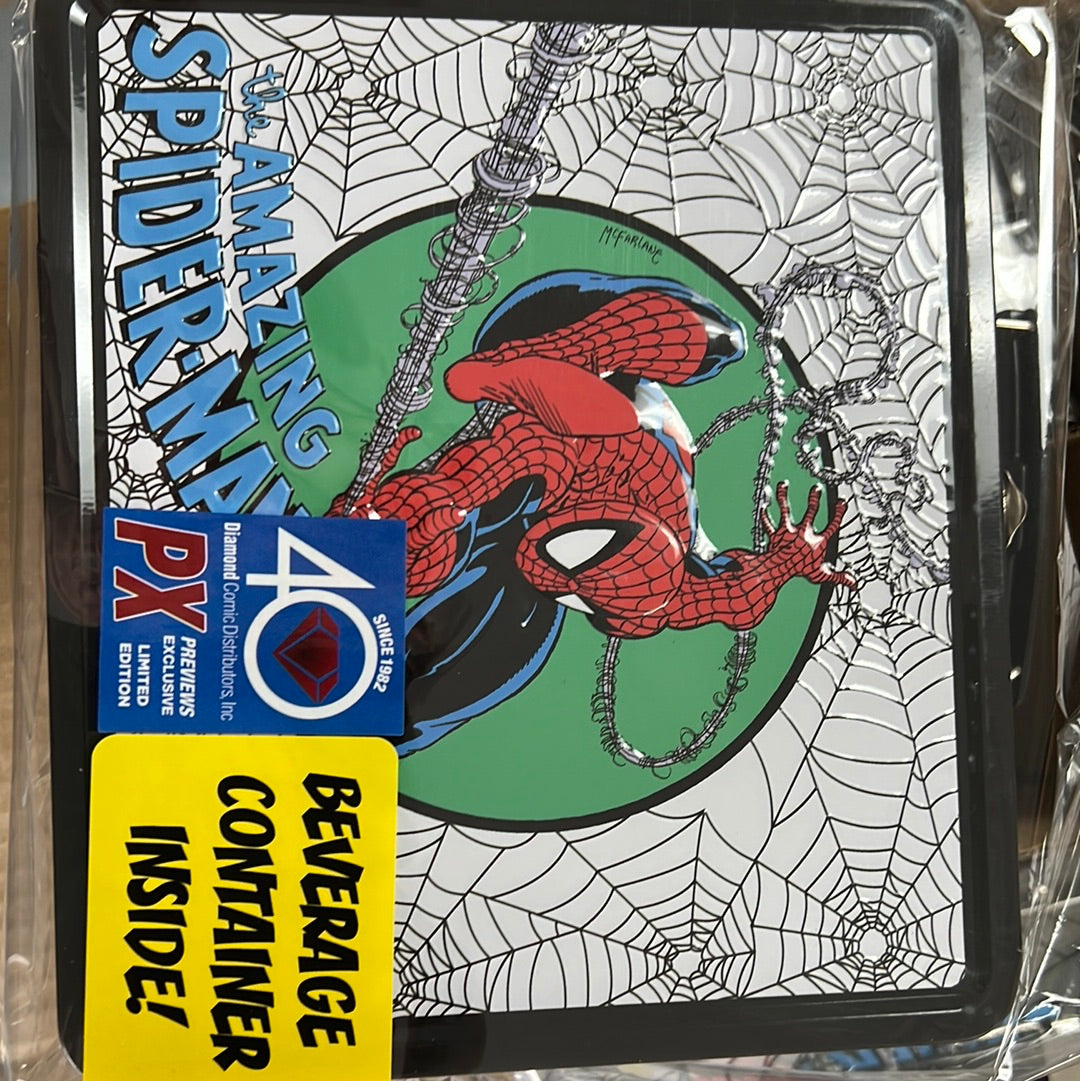 the AMAZING
SPIDER-MAN
McFARLANE
SINCE 1982
40
Diamond Comic Distributors, Inc
PX
PREVIEWS
EXCLUSIVE
LIMITED
EDITION
BEVERAGE
CONTAINER
INSIDE!